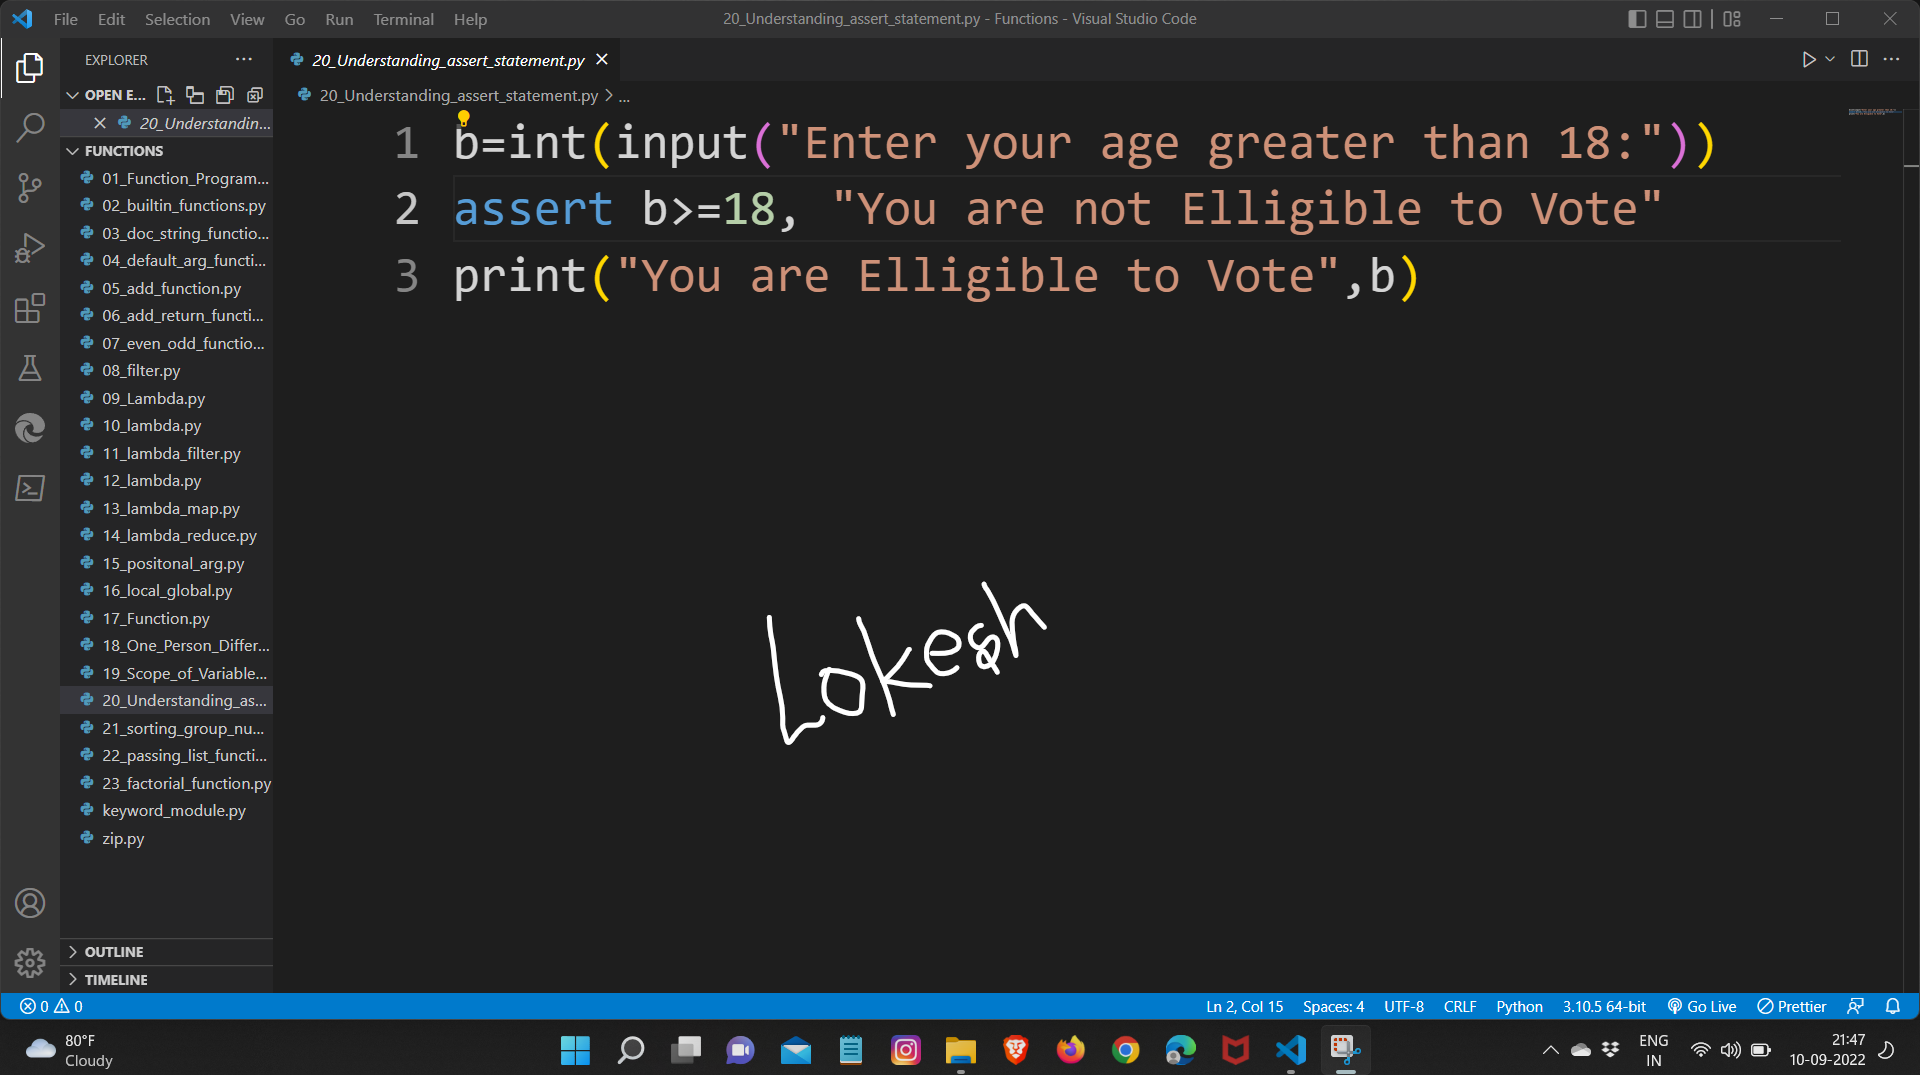 File Edit Selection View Go Run Terminal Help
20_Understanding_assert_statement.py - Functions - Visual Studio Code
EXPLORER
OPEN E...
20_Understandin...
FUNCTIONS
01_Function_Program...
02_builtin_functions.py
03_doc_string_functio...
04_default_arg_functi...
05_add_function.py
06_add_return_functi...
07_even_odd_functio...
08_filter.py
09_Lambda.py
10_lambda.py
11_lambda_filter.py
12_lambda.py
13_lambda_map.py
14_lambda_reduce.py
15_positonal_arg.py
16_local_global.py
17_Function.py
18_One_Person_Differ...
19_Scope_of_Variable...
20_Understanding_as...
21_sorting_group_nu...
22_passing_list_functi...
23_factorial_function.py
keyword_module.py
zip.py
OUTLINE
TIMELINE
20_Understanding_assert_statement.py
20_Understanding_assert_statement.py > ...
1 b=int(input("Enter your age greater than 18:"))
2 assert b>=18, "You are not Elligible to Vote"
3 print("You are Elligible to Vote",b)
Lokesh
0 0 Ln 2, Col 15 Spaces: 4 UTF-8 CRLF Python 3.10.5 64-bit Go Live Prettier
80°F
Cloudy
ENG
IN
21:47
10-09-2022